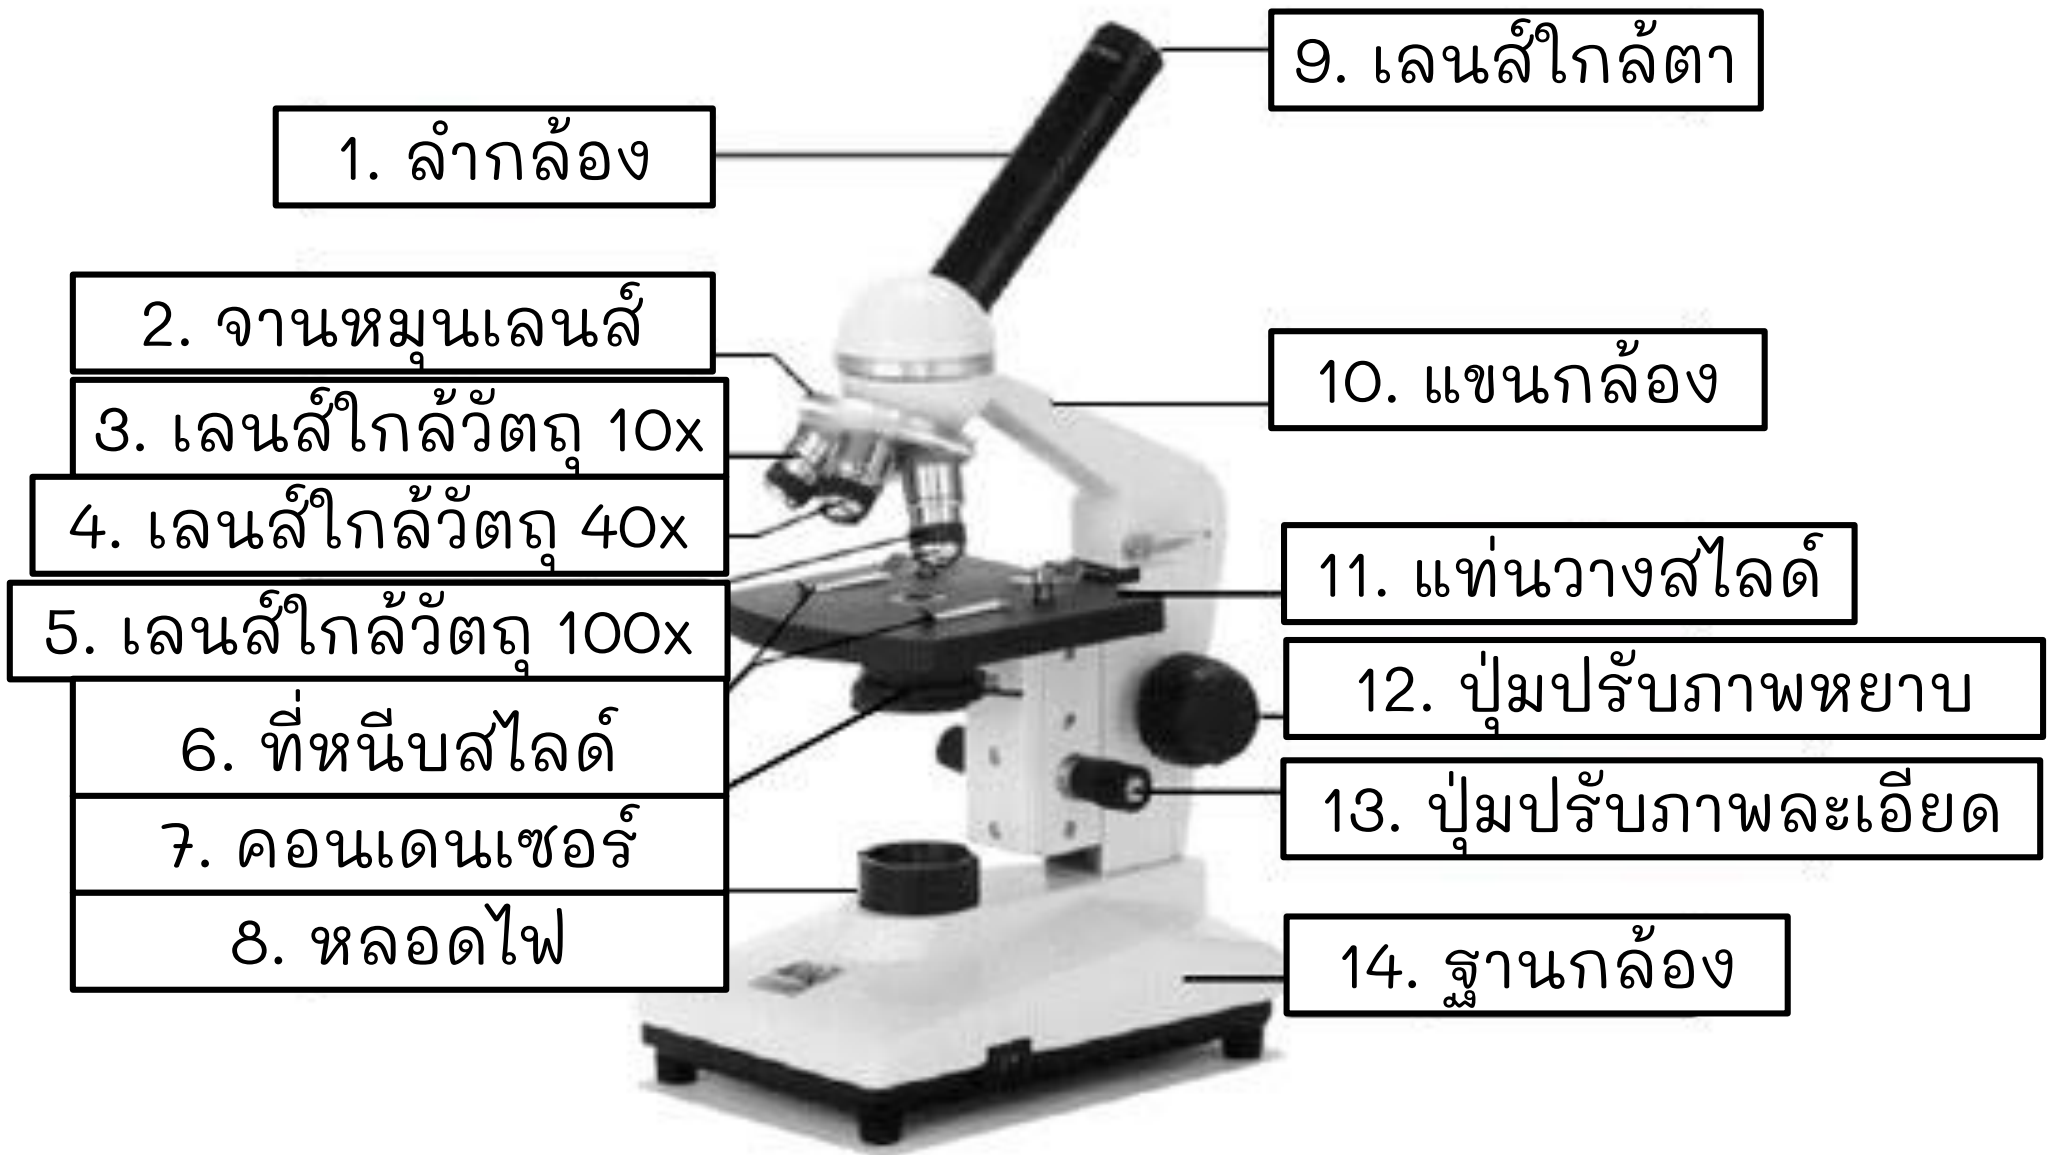 1. ลำกล้อง
2. จานหมุนเลนส์
3. เลนส์ใกล้วัตถุ 10x
4. เลนส์ใกล้วัตถุ 40x
5. เลนส์ใกล้วัตถุ 100x
6. ที่หนีบสไลด์
7. คอนเดนเซอร์
8. หลอดไฟ
9. เลนส์ใกล้ตา
10. แขนกล้อง
11. แท่นวางสไลด์
12. ปุ่มปรับภาพหยาบ
13. ปุ่มปรับภาพละเอียด
14. ฐานกล้อง